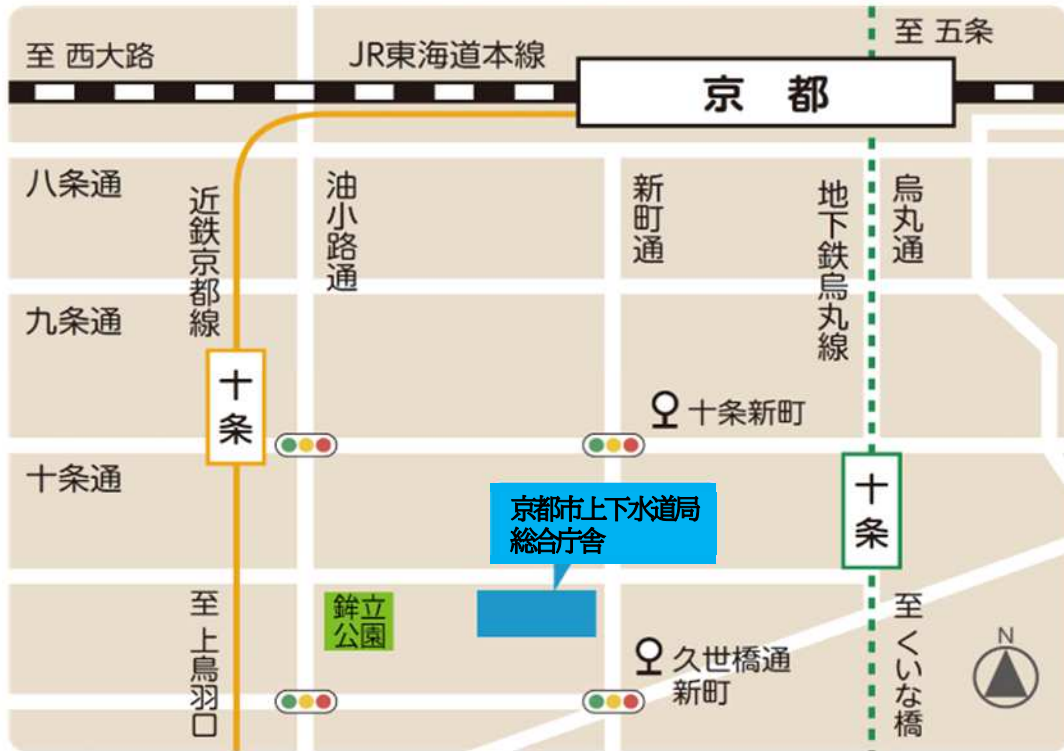 至 西大路
JR東海道本線
至 五条
京都
八条通
近鉄京都線
油小路通
新町通
地下鉄烏丸線
烏丸通
九条通
十条
十条新町
十条通
京都市上下水道局
総合庁舎
十条
至 上鳥羽口
鉾立
公園
久世橋通
新町
至 くいな橋
N